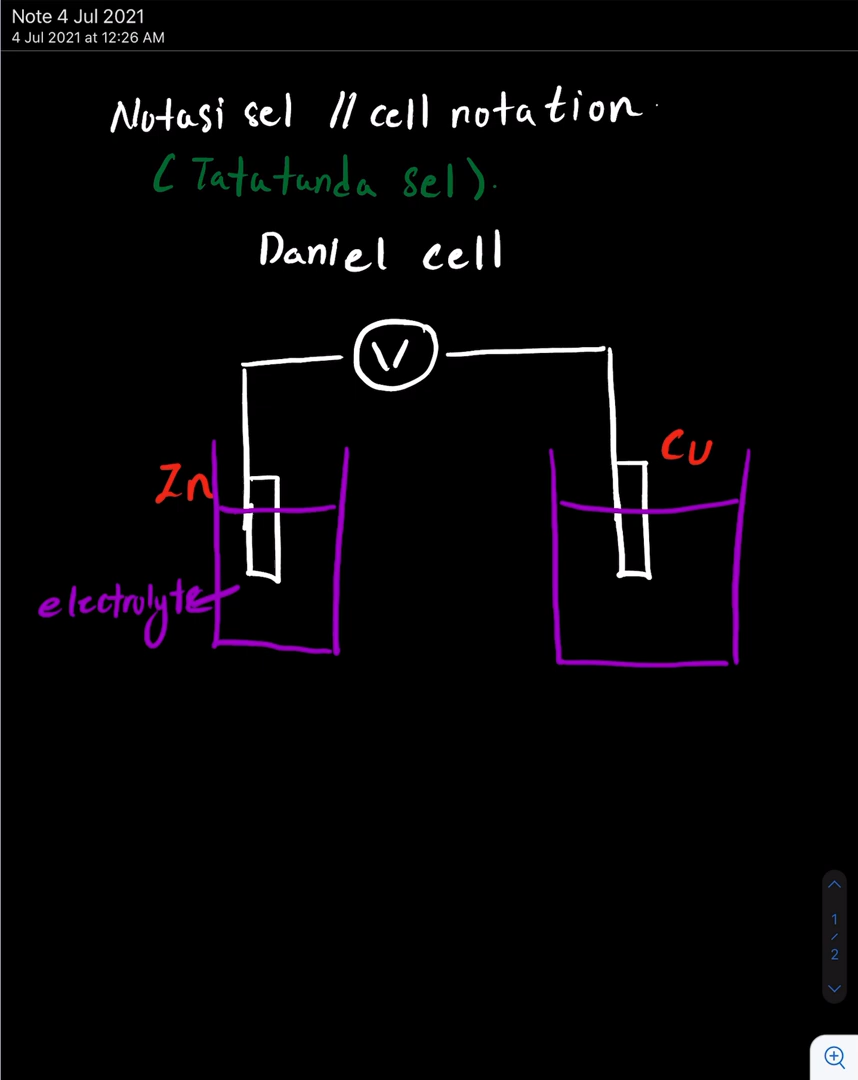 Note 4 Jul 2021
4 Jul 2021 at 12:26 AM
Notasi sel // cell notation.
(Tatatanda sel).
Daniel cell
V
Cu
Zn
electrolyte
1
/
2